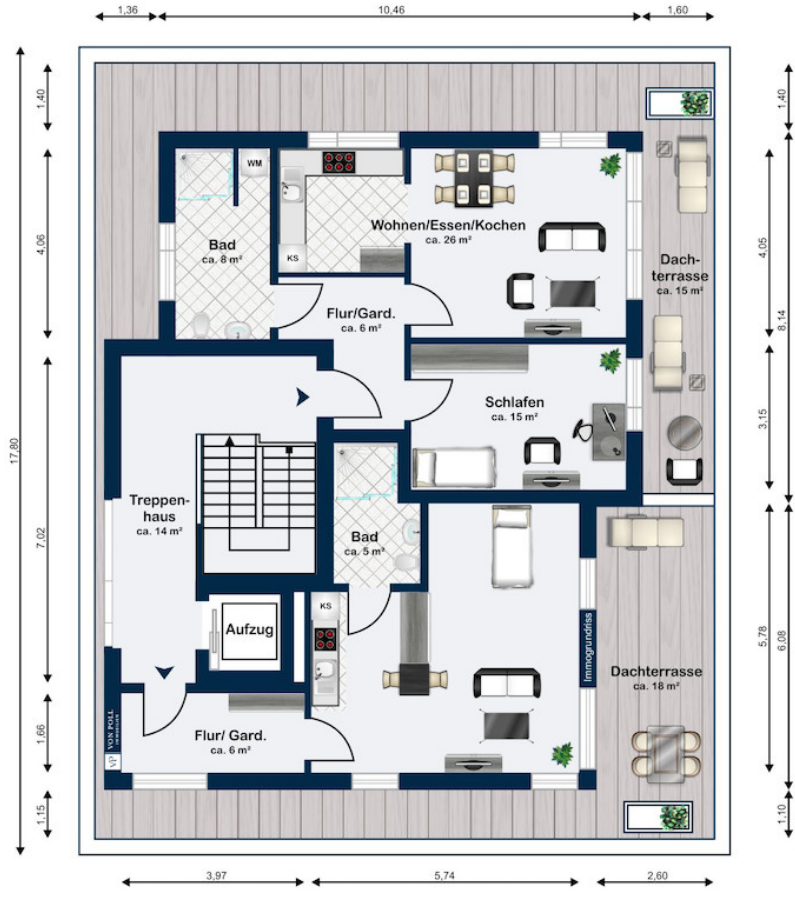 1,36
10,46
1,60
1,40
1,40
WM
Bad
ca. 8 m²
Wohnen/Essen/Kochen
ca. 26 m²
KS
Dach-
terrasse
ca. 15 m²
4,06
4,05
8,14
Flur/Gard.
ca. 6 m²
Schlafen
ca. 15 m²
3,15
17,80
Treppen-
haus
ca. 14 m²
7,02
Bad
ca. 5 m²
KS
Aufzug
Immogrundriss
Dachterrasse
ca. 18 m²
5,78
6,08
VON POLL
IMMOBILIEN
VP
Flur/ Gard.
ca. 6 m²
1,66
1,15
1,10
3,97
5,74
2,60